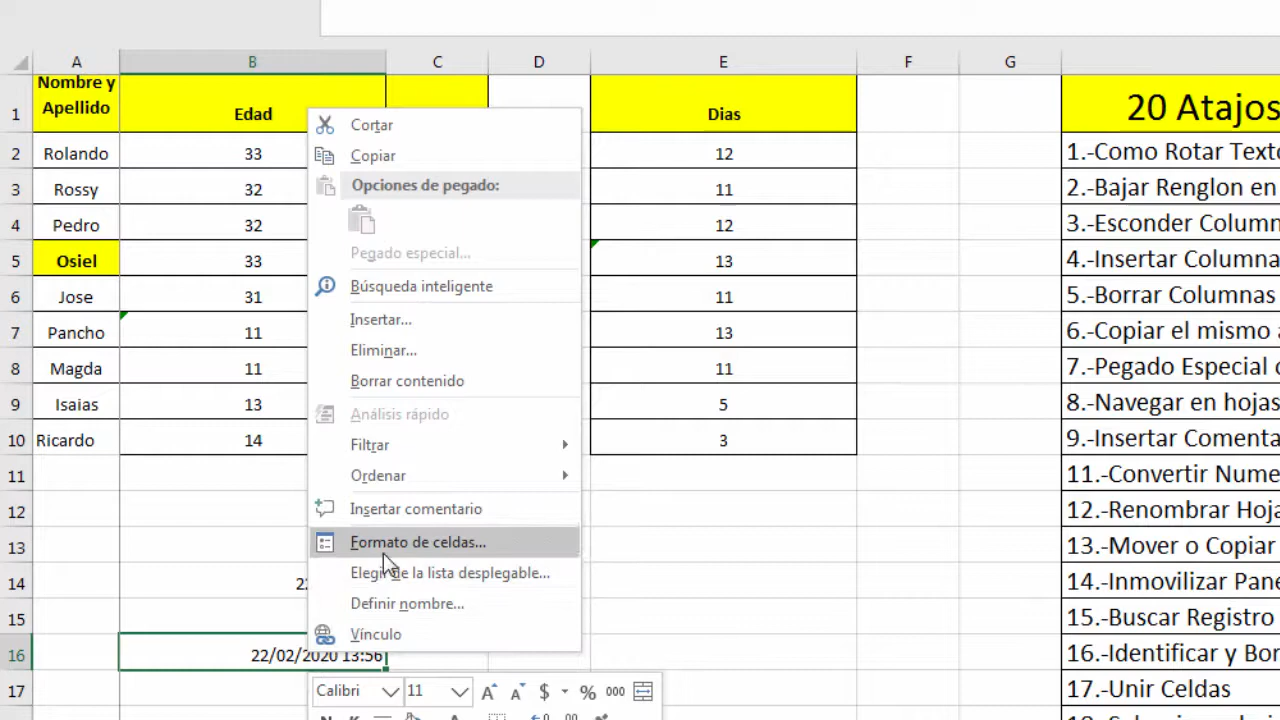 A B C D E F G
1 Nombre y
Apellido Edad Dias 20 Atajos
2 Rolando 33 12 1.-Como Rotar Texto
3 Rossy 32 11 2.-Bajar Renglon en
4 Pedro 32 12 3.-Esconder Column
5 Osiel 33 13 4.-Insertar Columna
6 Jose 31 11 5.-Borrar Columnas
7 Pancho 11 13 6.-Copiar el mismo
8 Magda 11 11 7.-Pegado Especial
9 Isaias 13 5 8.-Navegar en hojas
10 Ricardo 14 3 9.-Insertar Comenta
11 11.-Convertir Nume
12 12.-Renombrar Hoja
13 13.-Mover o Copiar
14 22 14.-Inmovilizar Pane
15 15.-Buscar Registro
16 22/02/2020 13:56 16.-Identificar y Bor
17 17.-Unir Celdas
Cortar
Copiar
Opciones de pegado:
Pegado especial...
Búsqueda inteligente
Insertar...
Eliminar...
Borrar contenido
Análisis rápido
Filtrar
Ordenar
Insertar comentario
Formato de celdas...
Elegir de la lista desplegable...
Definir nombre...
Vínculo
Calibri 11 A A $ % 000